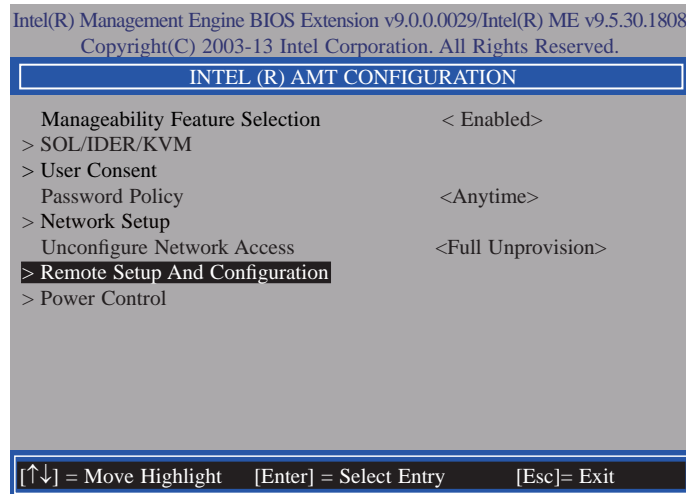 Intel(R) Management Engine BIOS Extension v9.0.0.0029/Intel(R) ME v9.5.30.1808
Copyright(C) 2003-13 Intel Corporation. All Rights Reserved.
INTEL (R) AMT CONFIGURATION
Manageability Feature Selection < Enabled>
> SOL/IDER/KVM
> User Consent
Password Policy <Anytime>
> Network Setup
Unconfigure Network Access <Full Unprovision>
> Remote Setup And Configuration
> Power Control
[↑↓] = Move Highlight [Enter] = Select Entry [Esc]= Exit